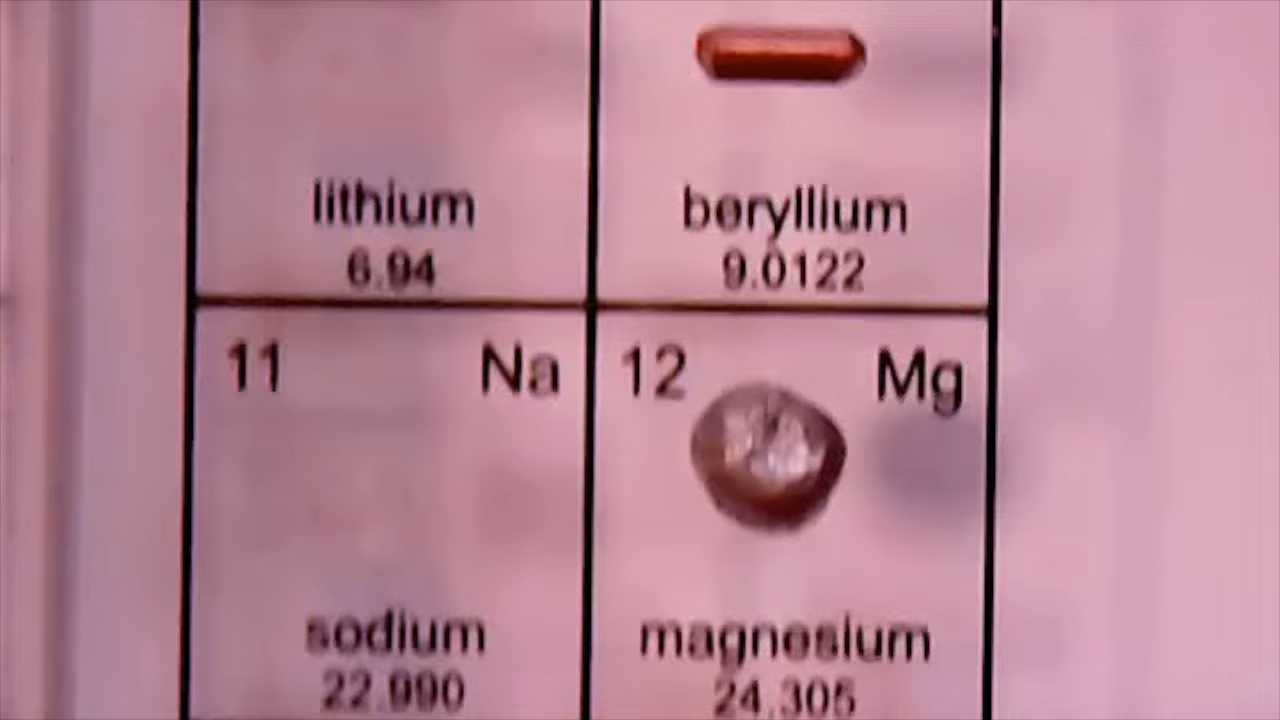 lithium
6.94
beryllium
9.0122
11 Na
sodium
22.990
12 Mg
magnesium
24.305